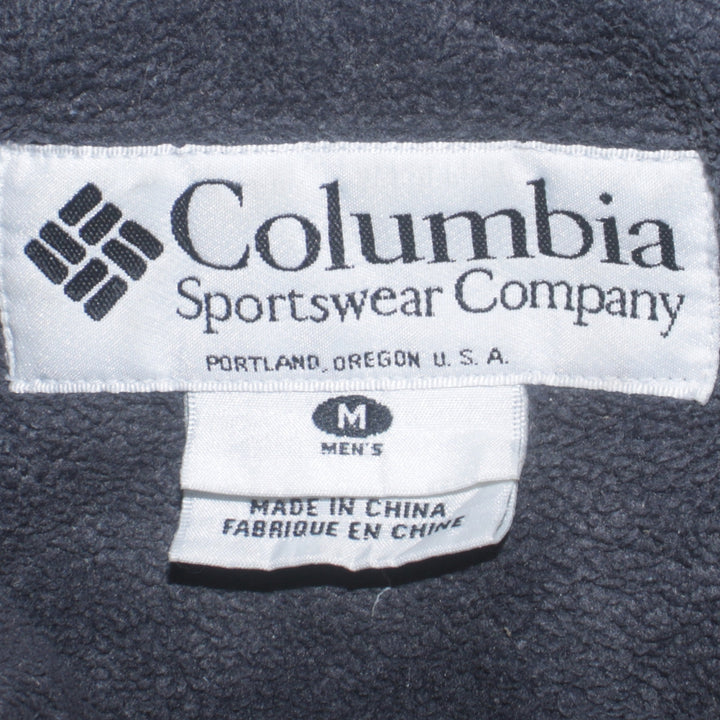 Columbia
Sportswear Company
PORTLAND, OREGON U. S. A.
M
MEN'S
MADE IN CHINA
FABRIQUE EN CHINE